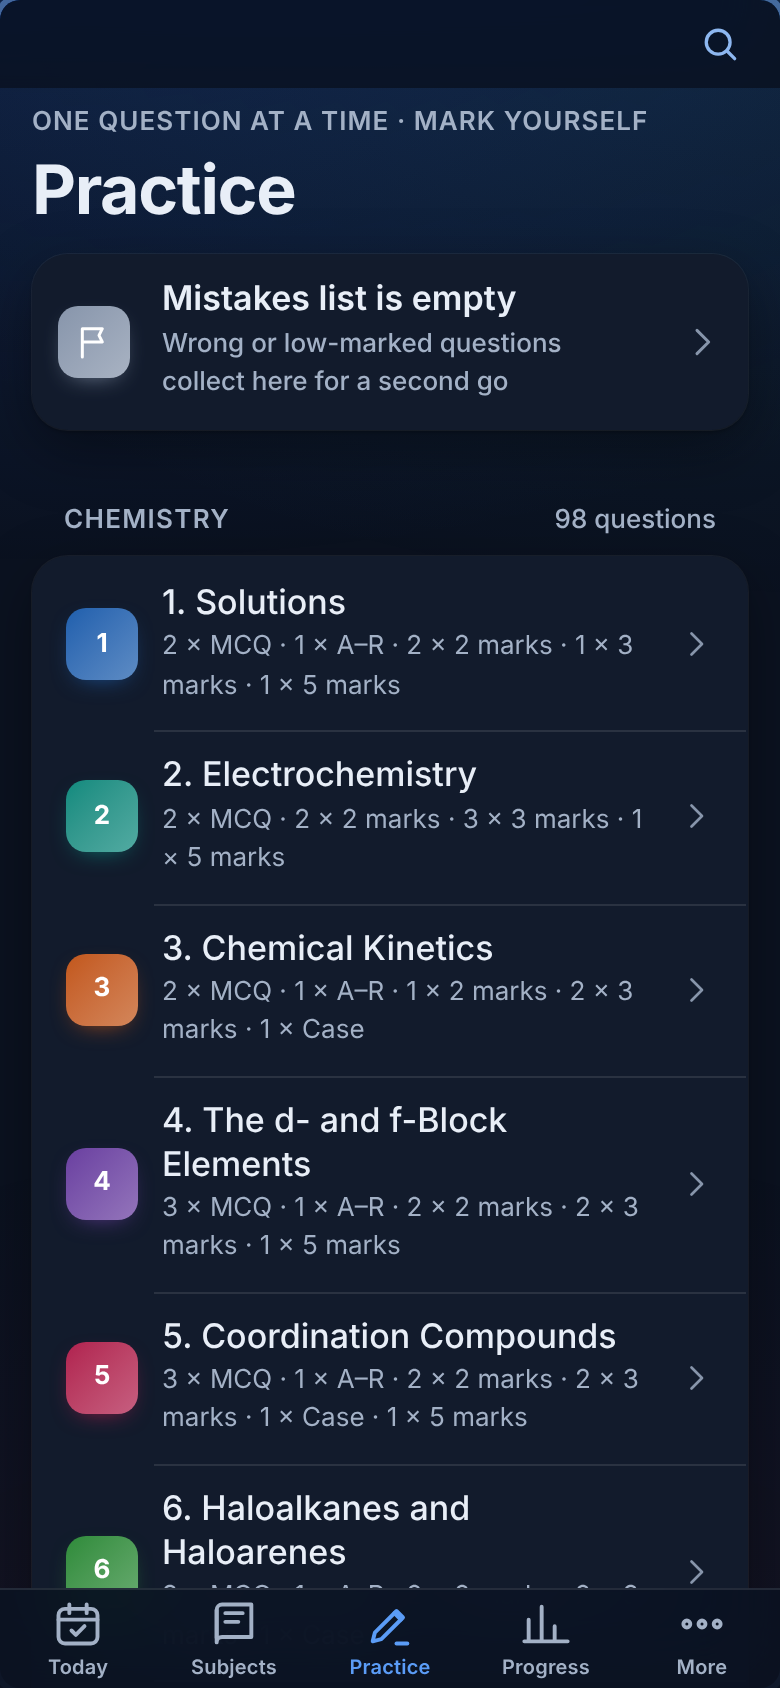 ONE QUESTION AT A TIME · MARK YOURSELF
Practice
Mistakes list is empty
Wrong or low-marked questions
collect here for a second go
CHEMISTRY
98 questions
1
1. Solutions
2 × MCQ · 1 × A–R · 2 × 2 marks · 1 × 3
marks · 1 × 5 marks
2
2. Electrochemistry
2 × MCQ · 2 × 2 marks · 3 × 3 marks · 1
× 5 marks
3
3. Chemical Kinetics
2 × MCQ · 1 × A–R · 1 × 2 marks · 2 × 3
marks · 1 × Case
4
4. The d- and f-Block
Elements
3 × MCQ · 1 × A–R · 2 × 2 marks · 2 × 3
marks · 1 × 5 marks
5
5. Coordination Compounds
3 × MCQ · 1 × A–R · 2 × 2 marks · 2 × 3
marks · 1 × Case · 1 × 5 marks
6
6. Haloalkanes and
Haloarenes
Today
Subjects
Practice
Progress
More